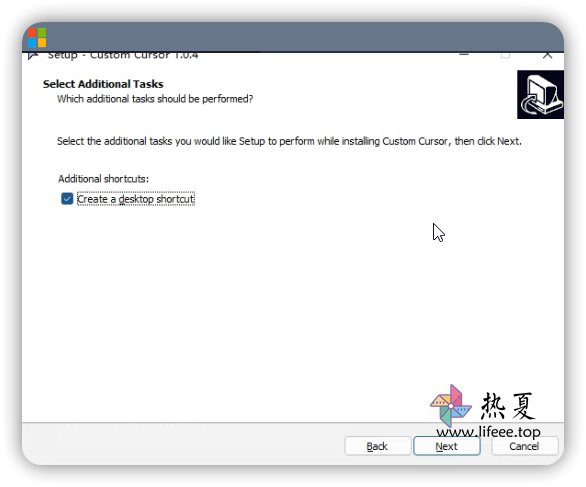 Setup - Custom Cursor 1.0.4
Select Additional Tasks
Which additional tasks should be performed?
Select the additional tasks you would like Setup to perform while installing Custom Cursor, then click Next.
Additional shortcuts:
Create a desktop shortcut
热夏
www.lifeee.top
Back Next Cancel